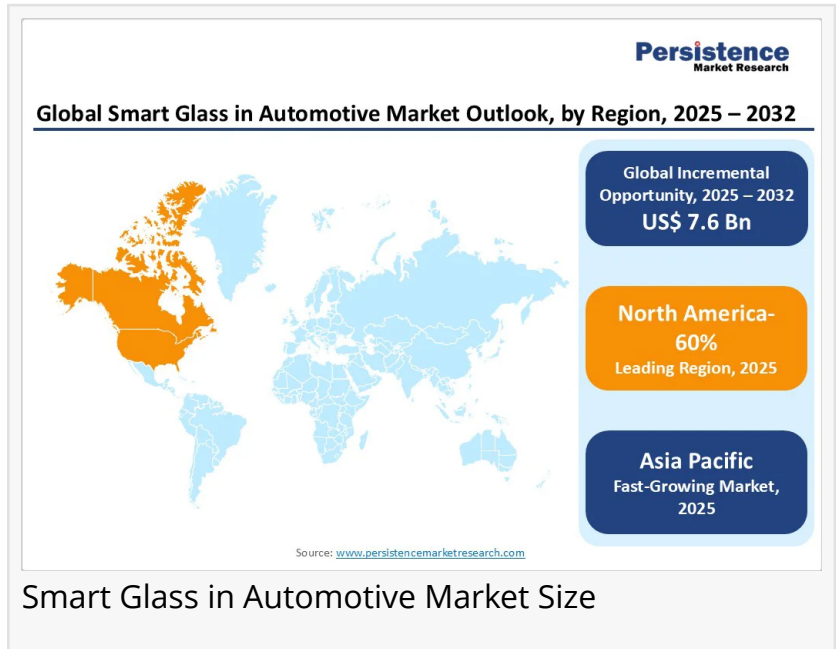 Persistence
Market Research
Global Smart Glass in Automotive Market Outlook, by Region, 2025 – 2032
Global Incremental
Opportunity, 2025 – 2032
US$ 7.6 Bn
North America-
60%
Leading Region, 2025
Asia Pacific
Fast-Growing Market,
2025
Source: www.persistencemarketresearch.com
Smart Glass in Automotive Market Size